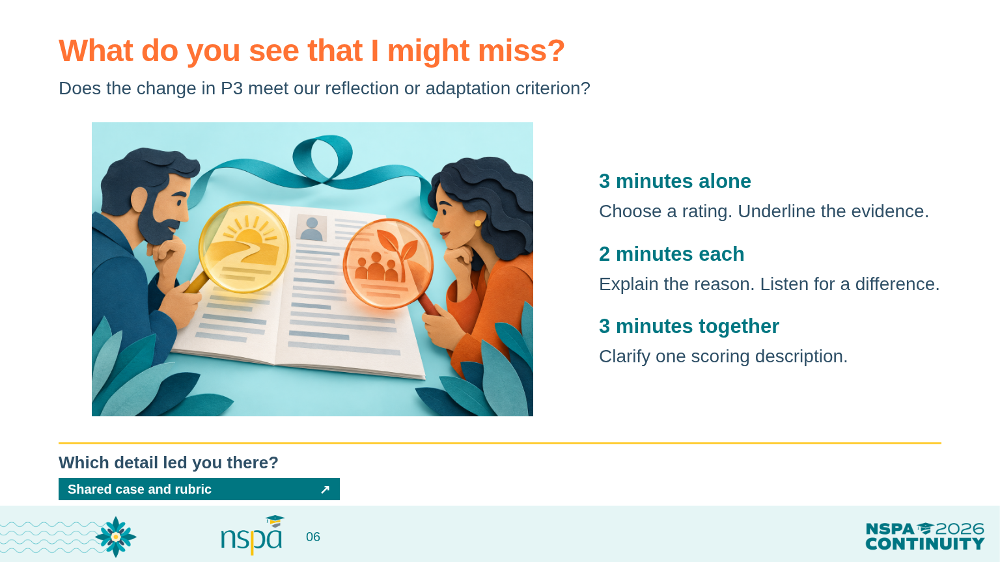 What do you see that I might miss?
Does the change in P3 meet our reflection or adaptation criterion?
3 minutes alone
Choose a rating. Underline the evidence.
2 minutes each
Explain the reason. Listen for a difference.
3 minutes together
Clarify one scoring description.
Which detail led you there?
Shared case and rubric ↗
nspa
06
NSPA 2026
CONTINUITY